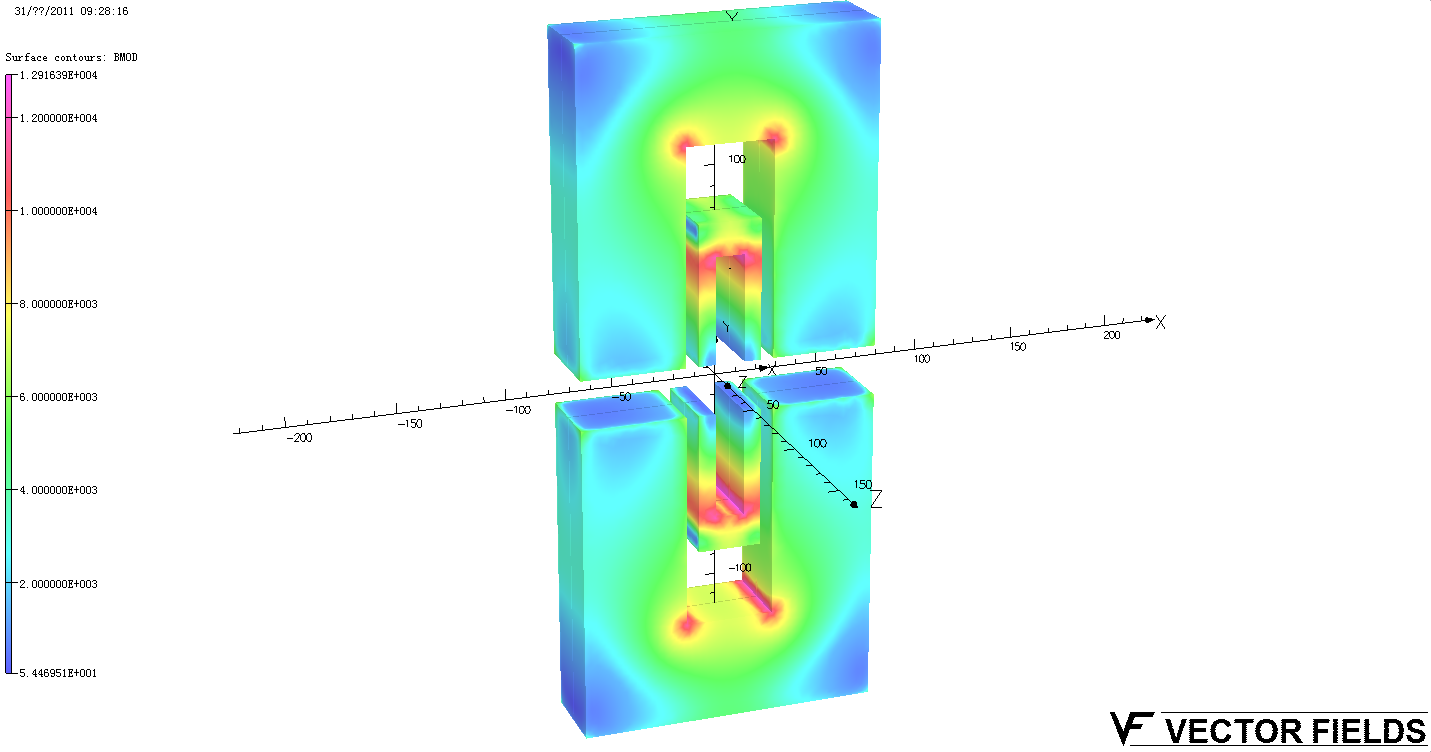 31/??/2011 09:28:16
Surface contours: BMOD
1.291639E+004
1.200000E+004
1.000000E+004
8.000000E+003
6.000000E+003
4.000000E+003
2.000000E+003
5.446951E+001
Y
100
Y
X
200
150
100
50
X
Z
-50
50
-100
-150
-200
100
150
Z
-100
VF VECTOR FIELDS